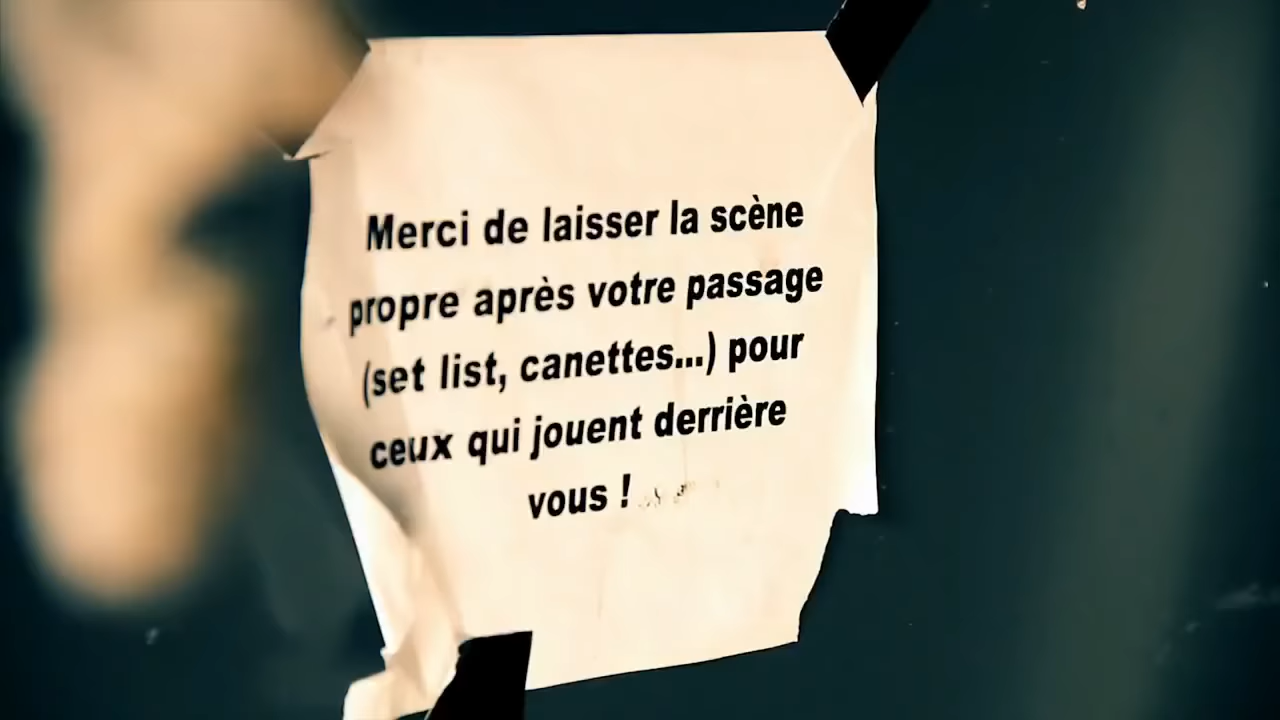 Merci de laisser la scène
propre après votre passage
(set list, canettes...) pour
ceux qui jouent derrière
vous !